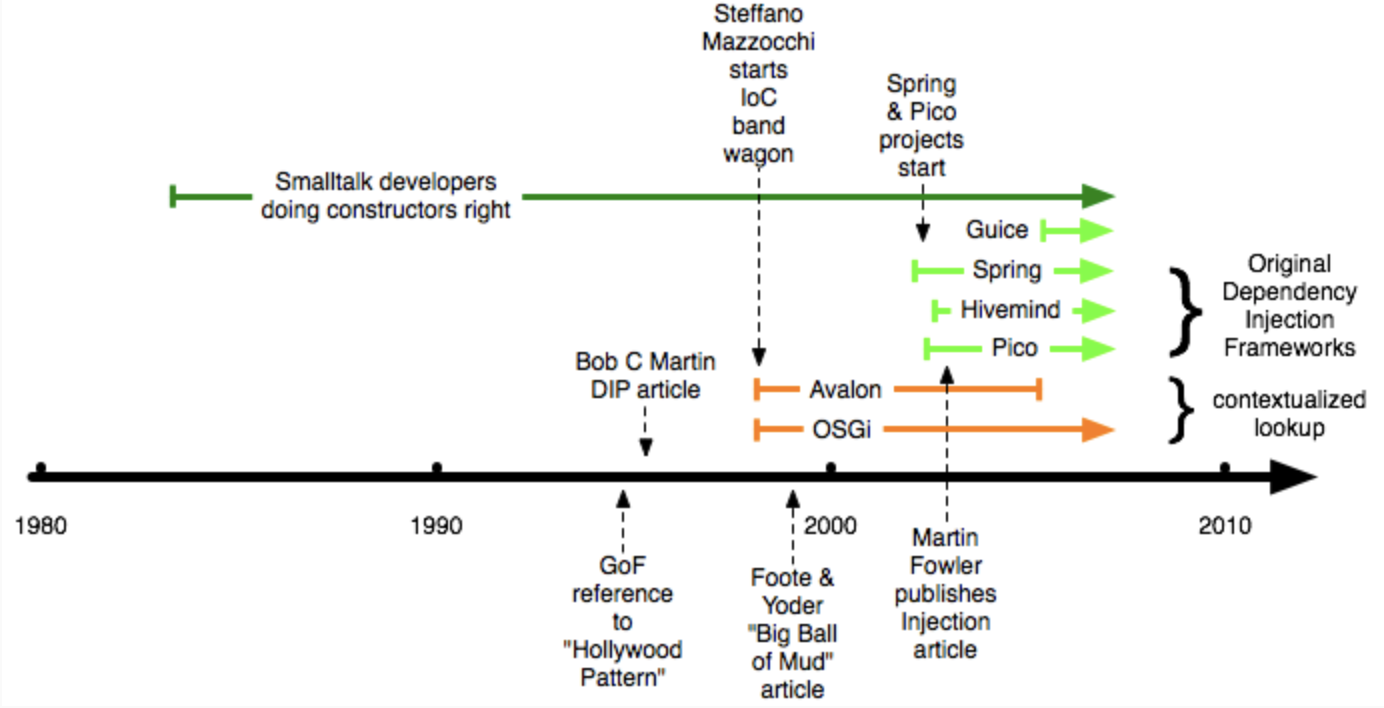 Steffano
Mazzocchi
starts
IoC
band
wagon
Spring
& Pico
projects
start
Smalltalk developers
doing constructors right
Guice
Spring
Hivemind
Pico
Original
Dependency
Injection
Frameworks
Bob C Martin
DIP article
Avalon
OSGi
contextualized
lookup
1980
1990
2000
2010
GoF
reference
to
"Hollywood
Pattern"
Foote &
Yoder
"Big Ball
of Mud"
article
Martin
Fowler
publishes
Injection
article